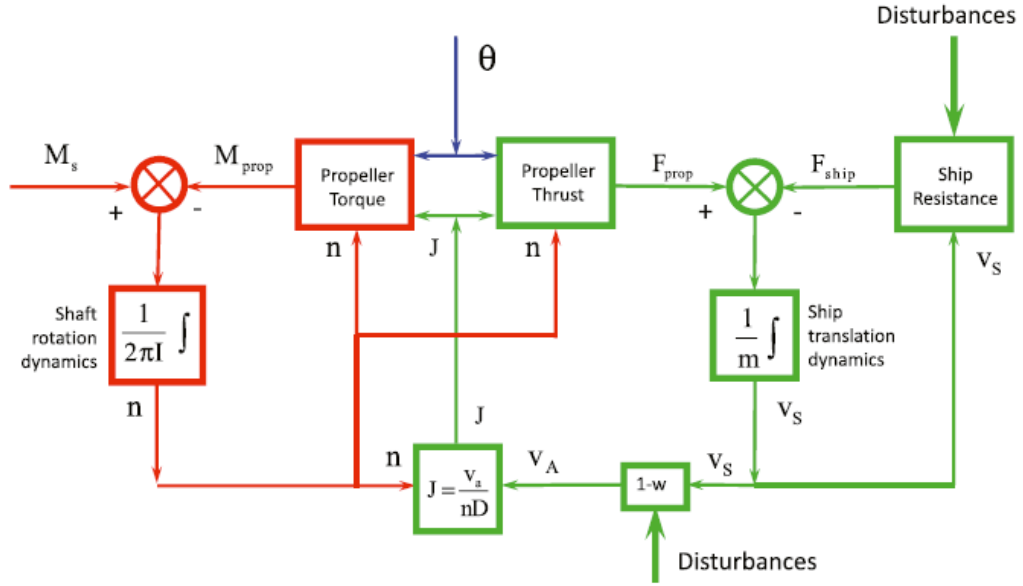 Disturbances
θ
M_s
M_prop
Propeller
Torque
Propeller
Thrust
F_prop
F_ship
Ship
Resistance
+
-
+
-
n
J
n
v_S
Shaft
rotation
dynamics
1
2πI
∫
1
m
∫
Ship
translation
dynamics
n
J
v_S
n
J = v_a
nD
v_A
1-w
v_S
Disturbances